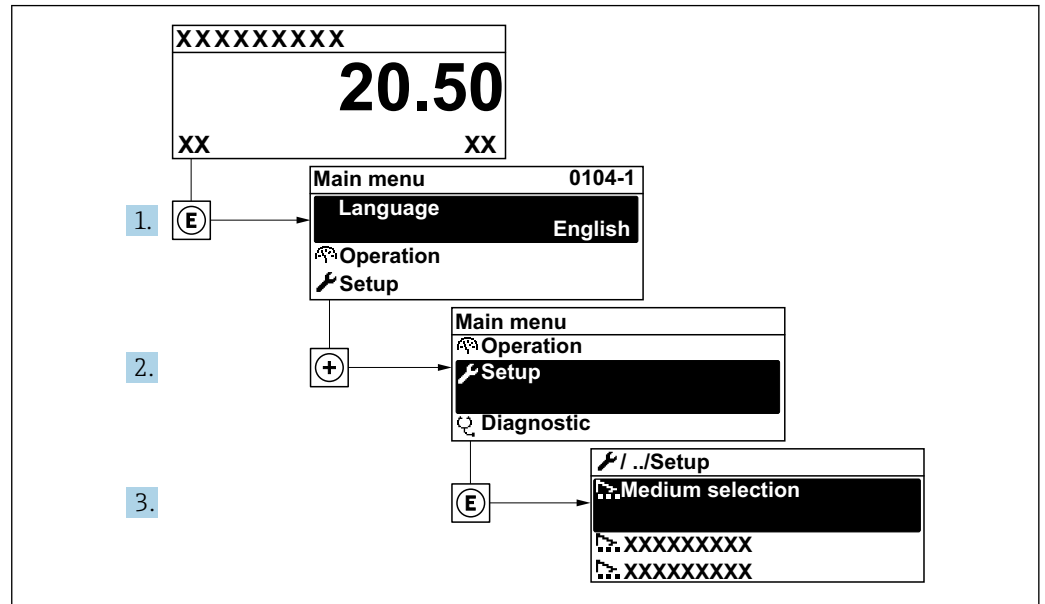 XXXXXXXXX
20.50
XX XX
Main menu 0104-1
1. E Language
English
Operation
Setup
Main menu
Operation
2. + Setup
Diagnostic
/ ../Setup
3. E Medium selection
XXXXXXXXX
XXXXXXXXX